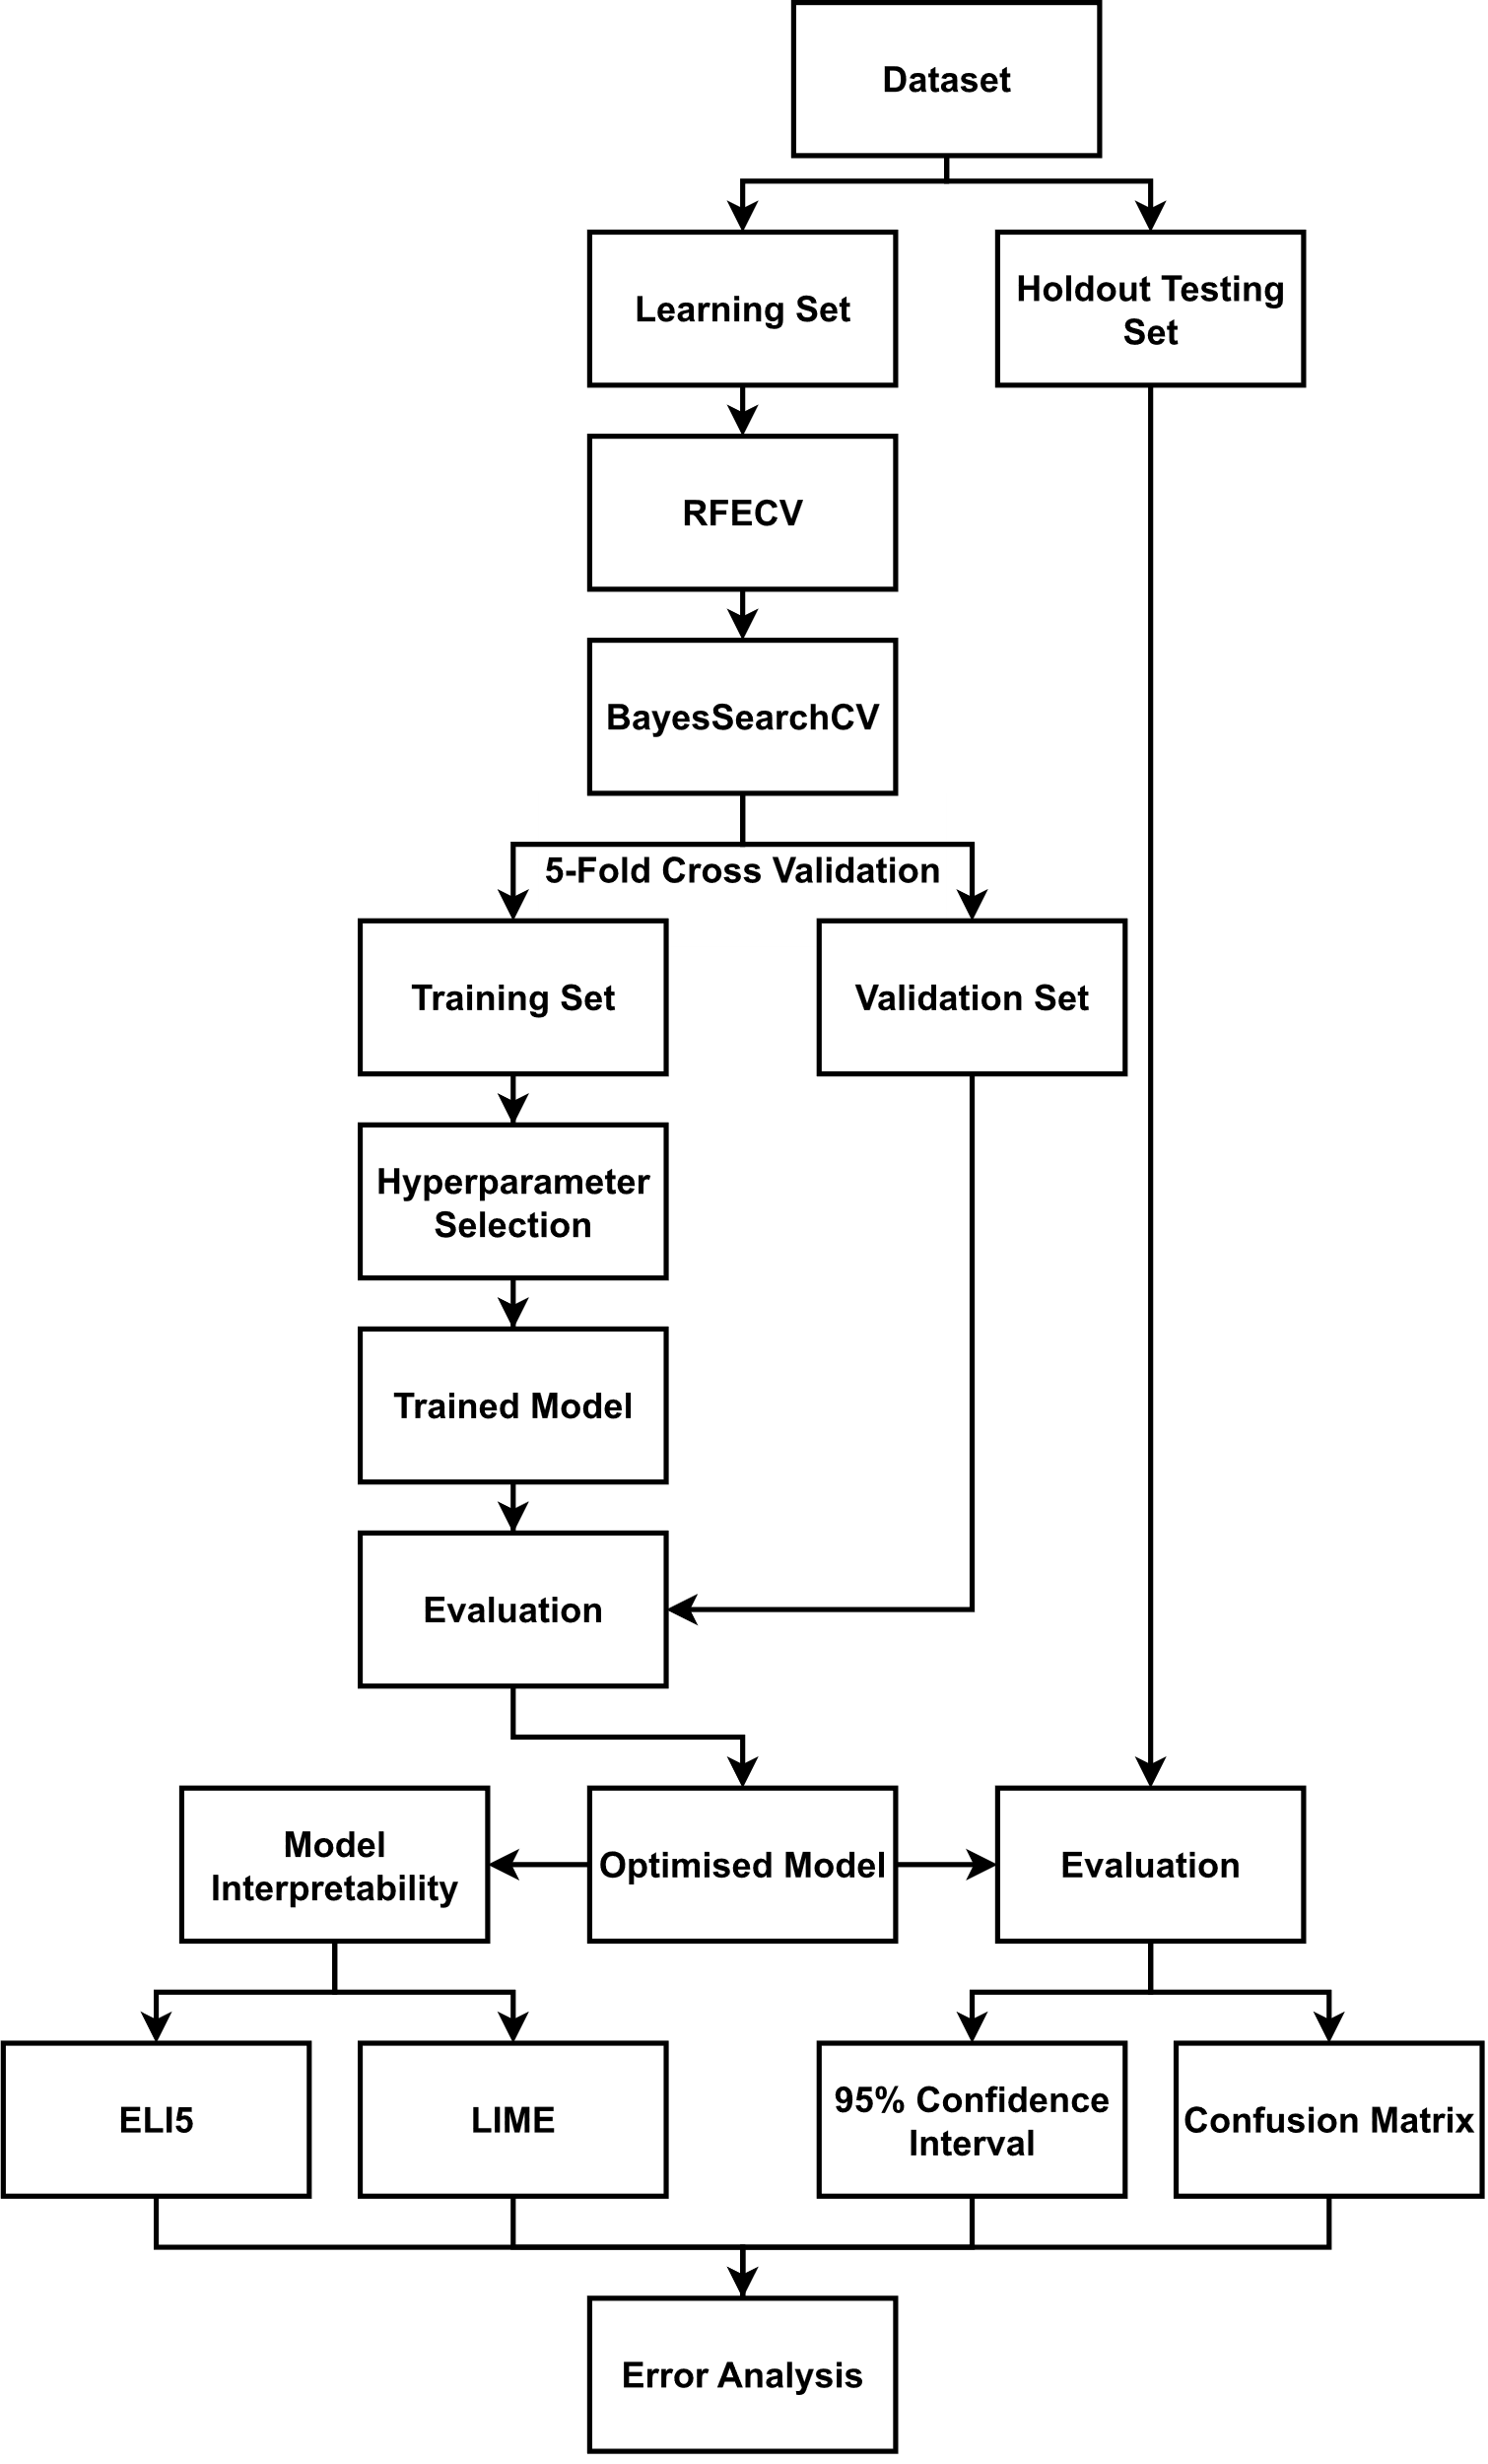 Dataset
Learning Set
Holdout Testing
Set
RFECV
BayesSearchCV
5-Fold Cross Validation
Training Set
Validation Set
Hyperparameter
Selection
Trained Model
Evaluation
Model
Interpretability
Optimised Model
Evaluation
ELI5
LIME
95% Confidence
Interval
Confusion Matrix
Error Analysis